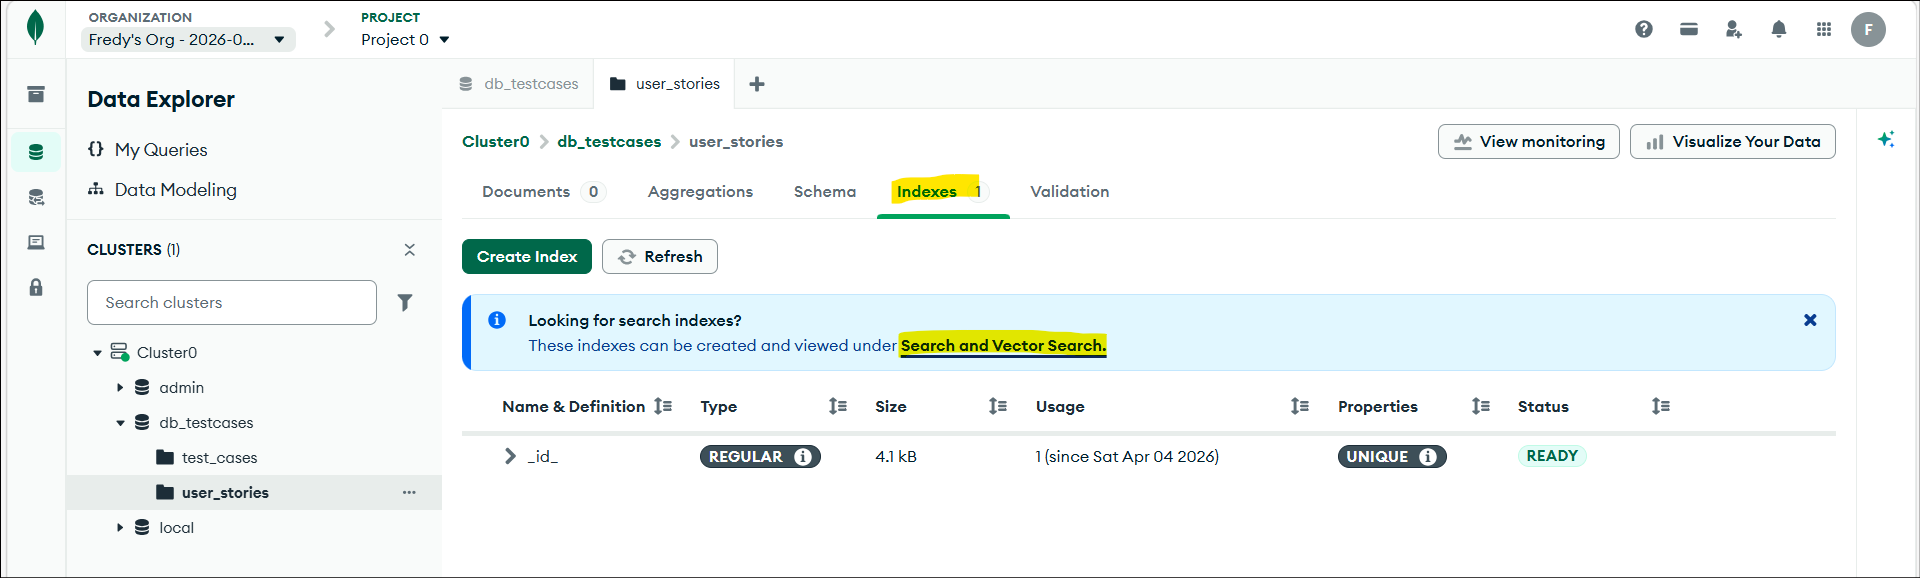 ORGANIZATION
Fredy's Org - 2026-0...
PROJECT
Project 0
F
Data Explorer
My Queries
Data Modeling
CLUSTERS (1)
Search clusters
Cluster0
admin
db_testcases
test_cases
user_stories
local
db_testcases
user_stories
Cluster0 > db_testcases > user_stories
View monitoring
Visualize Your Data
Documents 0 Aggregations Schema Indexes 1 Validation
Create Index
Refresh
Looking for search indexes?
These indexes can be created and viewed under Search and Vector Search.
Name & Definition Type Size Usage Properties Status
_id_ REGULAR 4.1 kB 1 (since Sat Apr 04 2026) UNIQUE READY